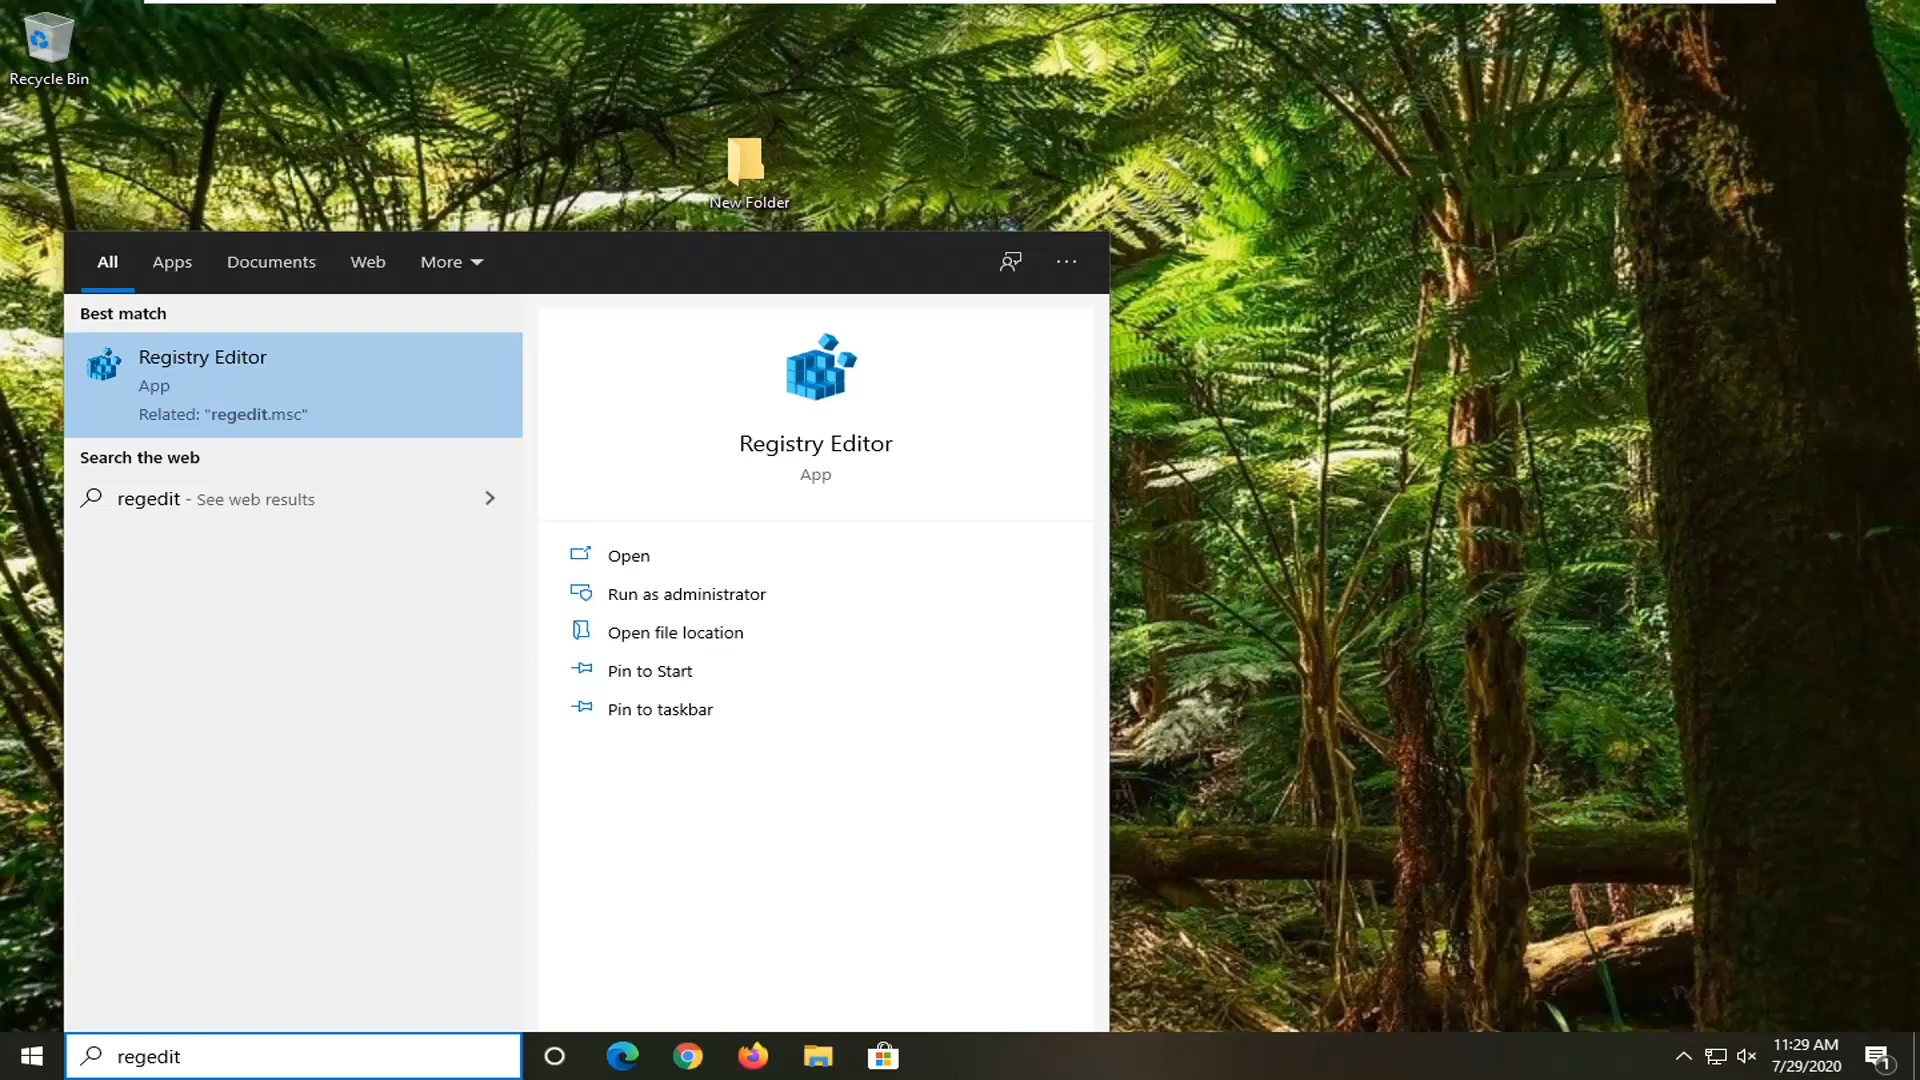 Recycle Bin
New Folder
All Apps Documents Web More
Best match
Registry Editor
App
Related: "regedit.msc"
Search the web
regedit - See web results
Registry Editor
App
Open
Run as administrator
Open file location
Pin to Start
Pin to taskbar
regedit
11:29 AM
7/29/2020
1